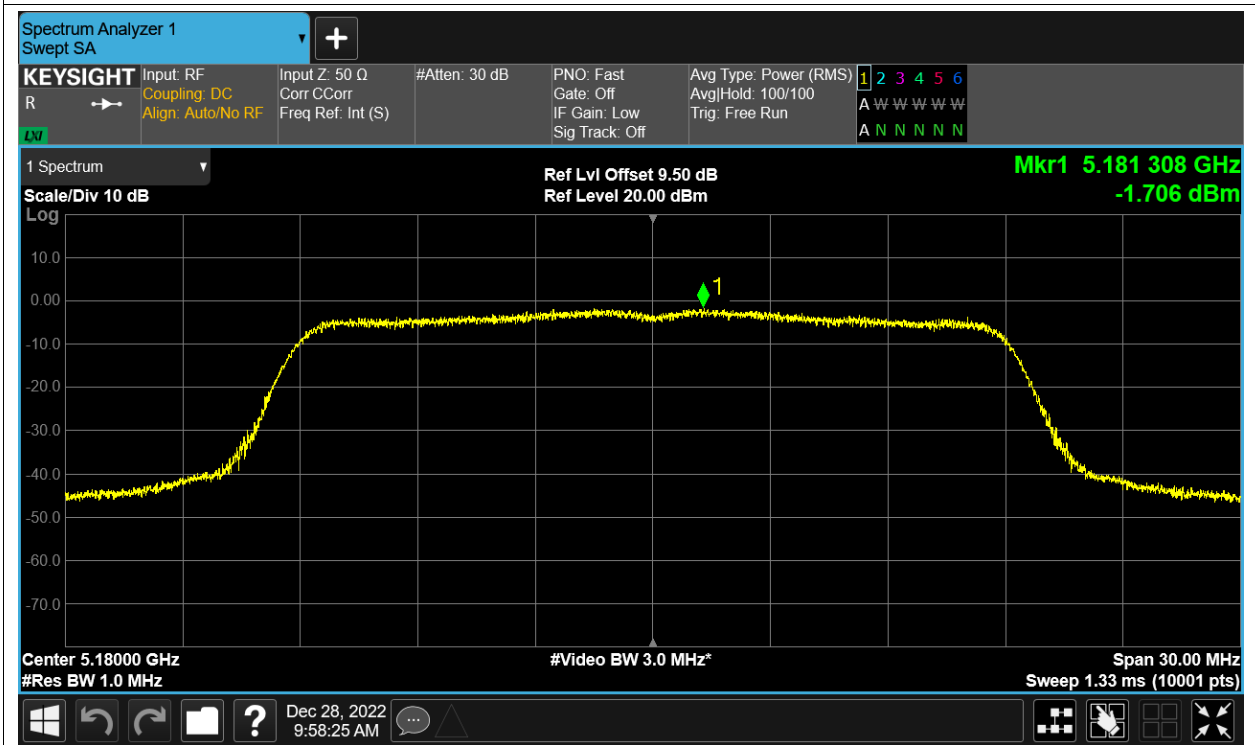 Spectrum Analyzer 1
Swept SA
KEYSIGHT
R
LXI
Input: RF
Coupling: DC
Align: Auto/No RF
Input Z: 50 Ω
Corr CCorr
Freq Ref: Int (S)
#Atten: 30 dB
PNO: Fast
Gate: Off
IF Gain: Low
Sig Track: Off
Avg Type: Power (RMS)
Avg|Hold: 100/100
Trig: Free Run
1 2 3 4 5 6
A W W W W W
A N N N N N
1 Spectrum
Scale/Div 10 dB
Log
Ref Lvl Offset 9.50 dB
Ref Level 20.00 dBm
Mkr1 5.181 308 GHz
-1.706 dBm
10.0
0.00
-10.0
-20.0
-30.0
-40.0
-50.0
-60.0
-70.0
1
Center 5.18000 GHz
#Res BW 1.0 MHz
#Video BW 3.0 MHz*
Span 30.00 MHz
Sweep 1.33 ms (10001 pts)
?
Dec 28, 2022
9:58:25 AM